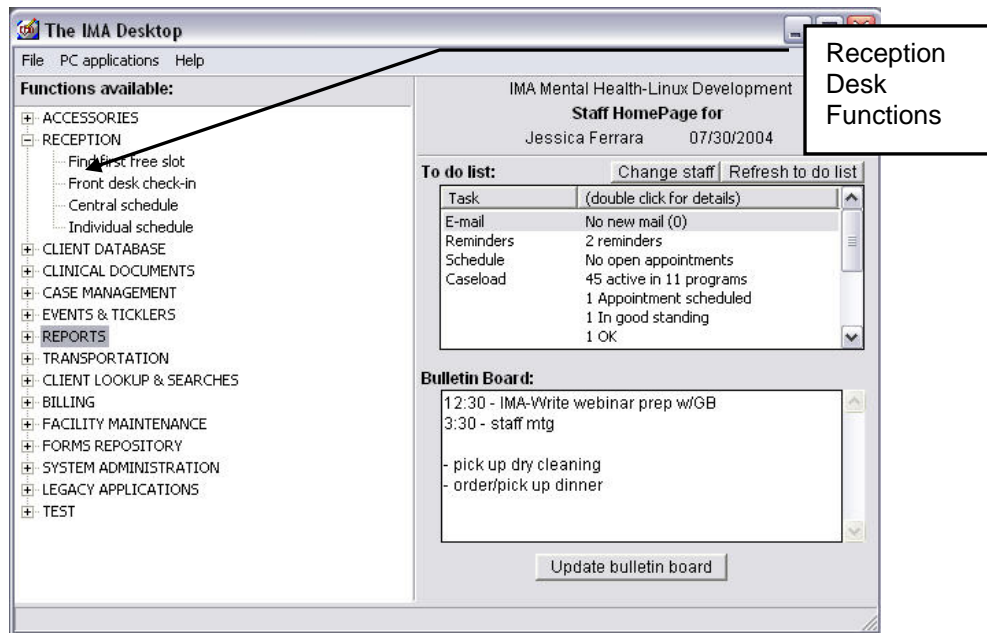 The IMA Desktop
File PC applications Help
Reception
Desk
Functions
Functions available:
ACCESSORIES
RECEPTION
Find first free slot
Front desk check-in
Central schedule
Individual schedule
CLIENT DATABASE
CLINICAL DOCUMENTS
CASE MANAGEMENT
EVENTS & TICKLERS
REPORTS
TRANSPORTATION
CLIENT LOOKUP & SEARCHES
BILLING
FACILITY MAINTENANCE
FORMS REPOSITORY
SYSTEM ADMINISTRATION
LEGACY APPLICATIONS
TEST
IMA Mental Health-Linux Development
Staff HomePage for
Jessica Ferrara 07/30/2004
To do list: Change staff Refresh to do list
Task (double click for details)
E-mail No new mail (0)
Reminders 2 reminders
Schedule No open appointments
Caseload 45 active in 11 programs
1 Appointment scheduled
1 In good standing
1 OK
Bulletin Board:
12:30 - IMA-Write webinar prep w/GB
3:30 - staff mtg
- pick up dry cleaning
- order/pick up dinner
Update bulletin board